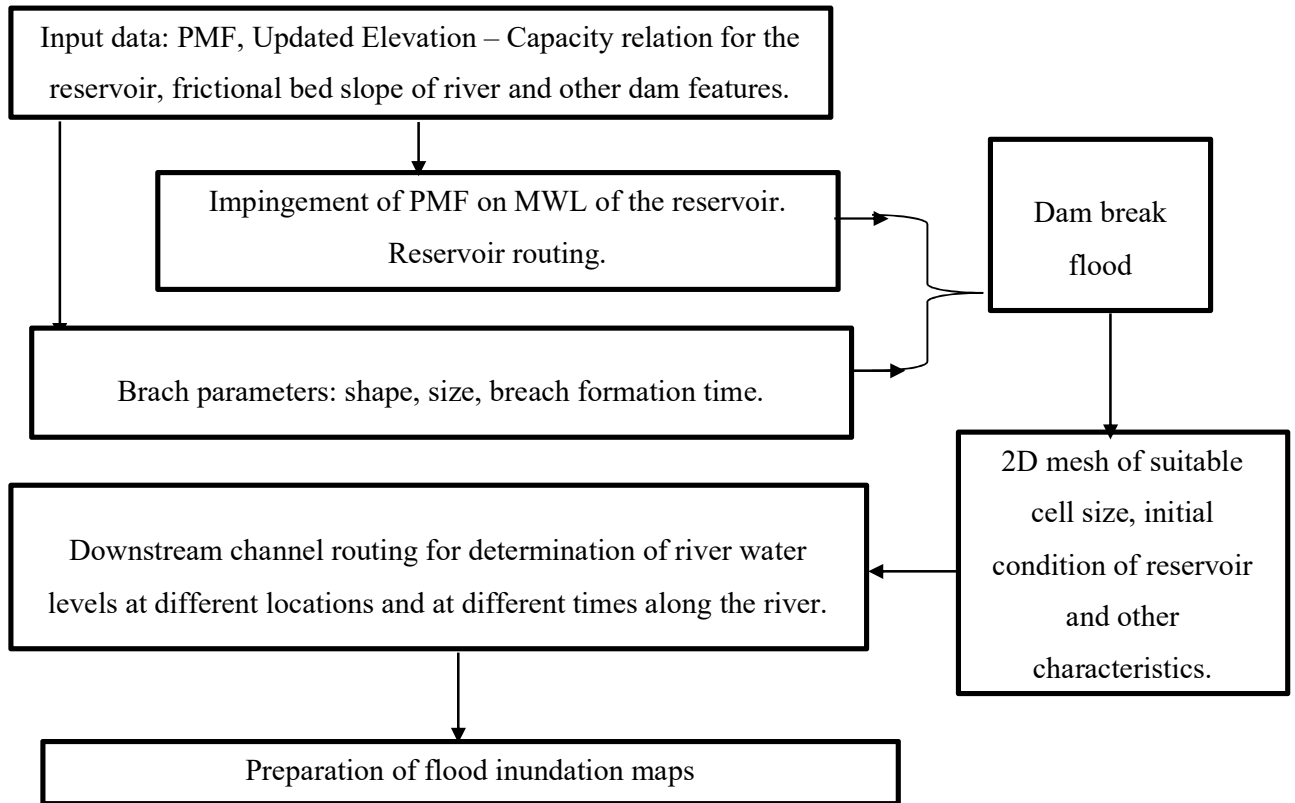 Input data: PMF, Updated Elevation – Capacity relation for the
reservoir, frictional bed slope of river and other dam features.
Impingement of PMF on MWL of the reservoir.
Reservoir routing.
Dam break
flood
Brach parameters: shape, size, breach formation time.
2D mesh of suitable
cell size, initial
condition of reservoir
and other
characteristics.
Downstream channel routing for determination of river water
levels at different locations and at different times along the river.
Preparation of flood inundation maps